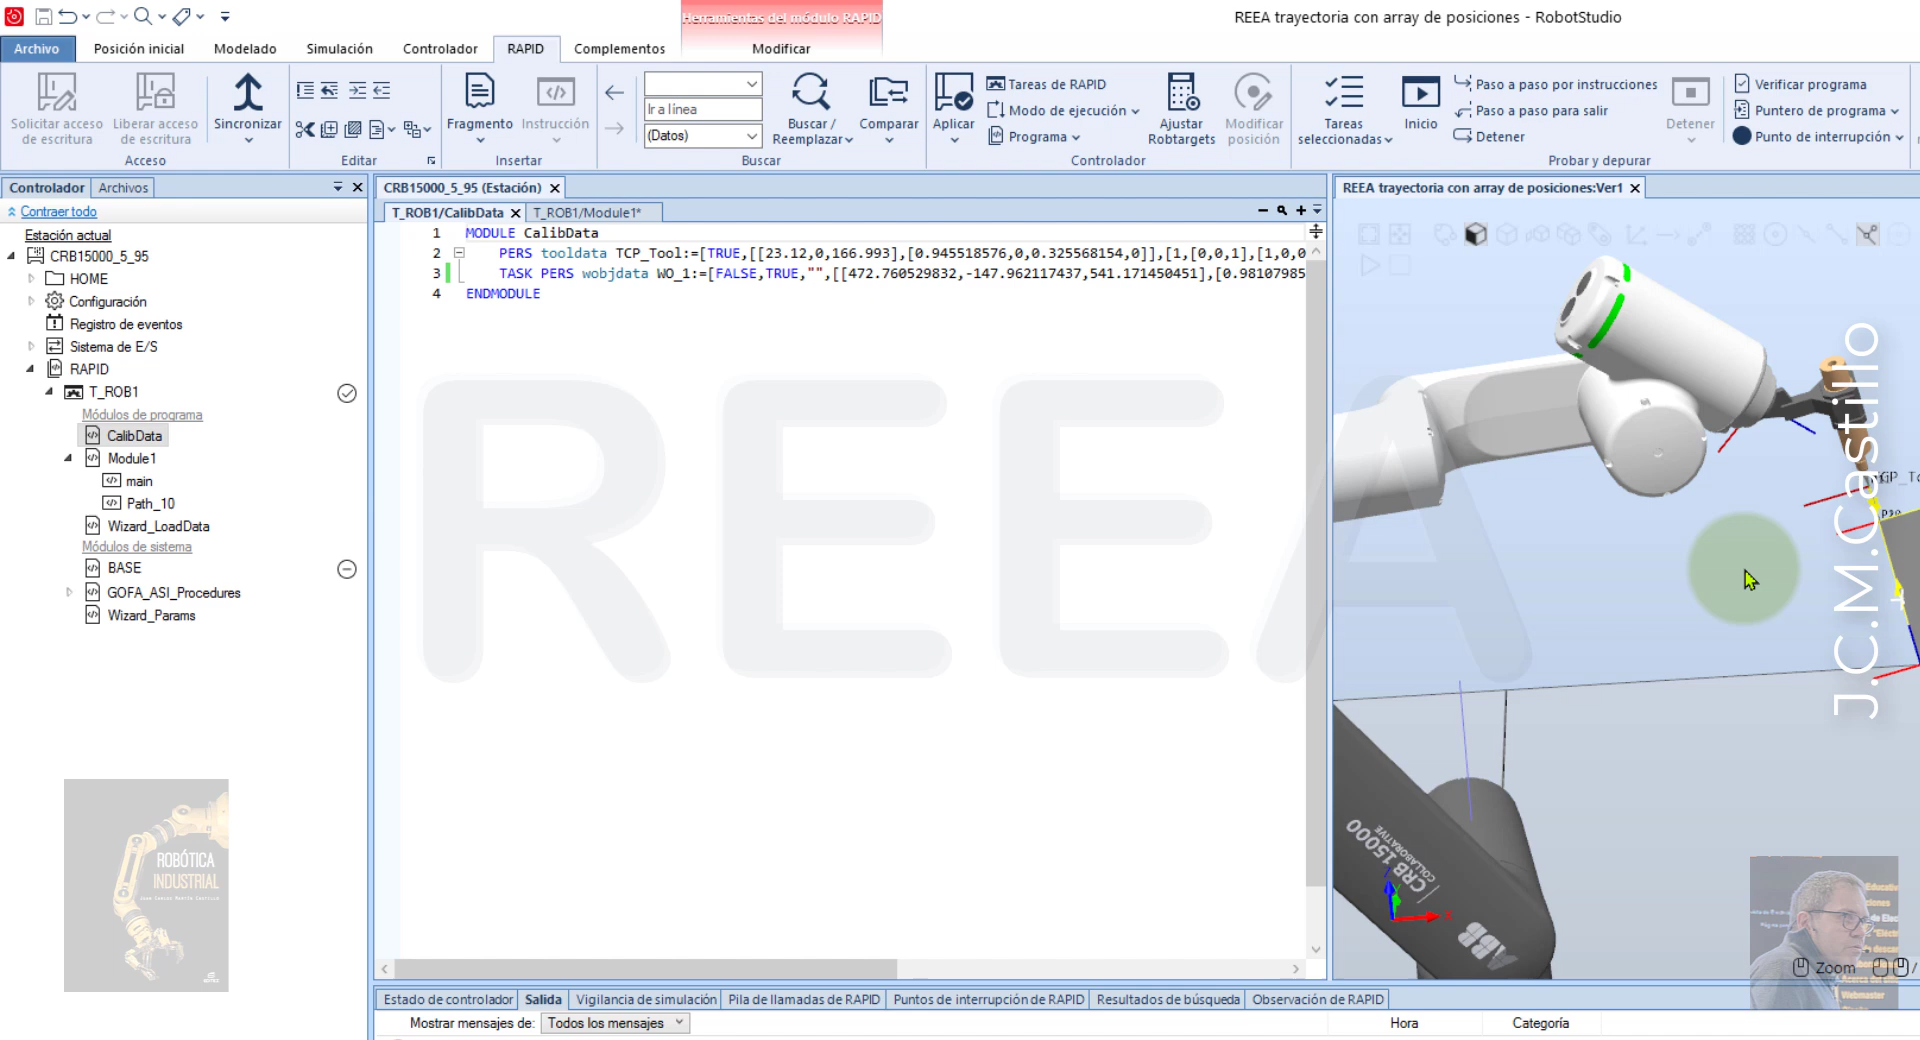 Herramientas del módulo RAPID
REEA trayectoria con array de posiciones - RobotStudio
Archivo
Posición inicial
Modelado
Simulación
Controlador
RAPID
Complementos
Modificar
Solicitar acceso
de escritura
Liberar acceso
de escritura
Acceso
Sincronizar
Editar
Fragmento
Instrucción
Insertar
Ir a línea
(Datos)
Buscar /
Reemplazar
Comparar
Buscar
Aplicar
Tareas de RAPID
Modo de ejecución
Programa
Ajustar
Robtargets
Modificar
posición
Controlador
Tareas
seleccionadas
Inicio
Paso a paso por instrucciones
Paso a paso para salir
Detener
Detener
Verificar programa
Puntero de programa
Punto de interrupción
Probar y depurar
Controlador
Archivos
Contraer todo
Estación actual
CRB15000_5_95
HOME
Configuración
Registro de eventos
Sistema de E/S
RAPID
T_ROB1
Módulos de programa
CalibData
Module1
main
Path_10
Wizard_LoadData
Módulos de sistema
BASE
GOFA_ASI_Procedures
Wizard_Params
ROBÓTICA
INDUSTRIAL
CRB15000_5_95 (Estación)
T_ROB1/CalibData
T_ROB1/Module1*
1 MODULE CalibData
2 PERS tooldata TCP_Tool:=[TRUE,[[23.12,0,166.993],[0.945518576,0,0.325568154,0]],[1,[0,0,1],[1,0,0
3 TASK PERS wobjdata WO_1:=[FALSE,TRUE,"",[[472.760529832,-147.962117437,541.171450451],[0.98107985
4 ENDMODULE
REEA
REEA trayectoria con array de posiciones:Ver1
J.C.M.Castillo
CRB 15000
COLLABORATIVE
ABB
X
Zoom
Webmaster
Estado de controlador
Salida
Vigilancia de simulación
Pila de llamadas de RAPID
Puntos de interrupción de RAPID
Resultados de búsqueda
Observación de RAPID
Mostrar mensajes de:
Todos los mensajes
Hora
Categoría